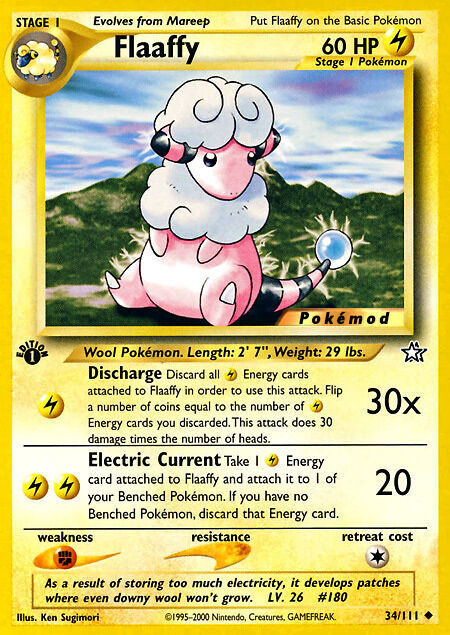 STAGE 1 Evolves from Mareep Put Flaaffy on the Basic Pokémon
Flaaffy 60 HP
Stage 1 Pokémon
Pokémod
EDITION 1
Wool Pokémon. Length: 2' 7", Weight: 29 lbs.
Discharge Discard all Energy cards
attached to Flaaffy in order to use this attack. Flip
a number of coins equal to the number of
Energy cards you discarded. This attack does 30
damage times the number of heads.
30x
Electric Current Take 1 Energy
card attached to Flaaffy and attach it to 1 of
your Benched Pokémon. If you have no
Benched Pokémon, discard that Energy card.
20
weakness resistance retreat cost
As a result of storing too much electricity, it develops patches
where even downy wool won't grow. LV. 26 #180
Illus. Ken Sugimori ©1995-2000 Nintendo, Creatures, GAMEFREAK. 34/111